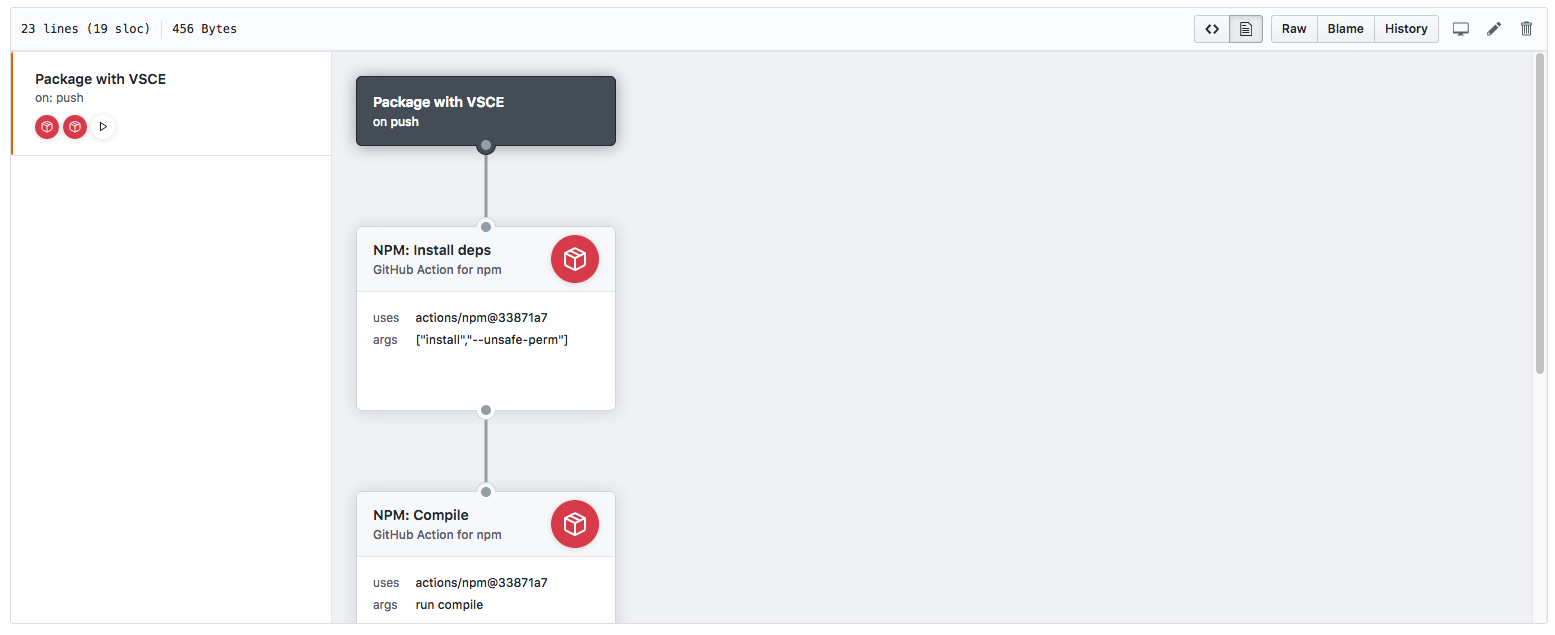 23 lines (19 sloc) 456 Bytes
Raw Blame History
Package with VSCE
on: push
Package with VSCE
on push
NPM: Install deps
GitHub Action for npm
uses actions/npm@33871a7
args ["install","--unsafe-perm"]
NPM: Compile
GitHub Action for npm
uses actions/npm@33871a7
args run compile